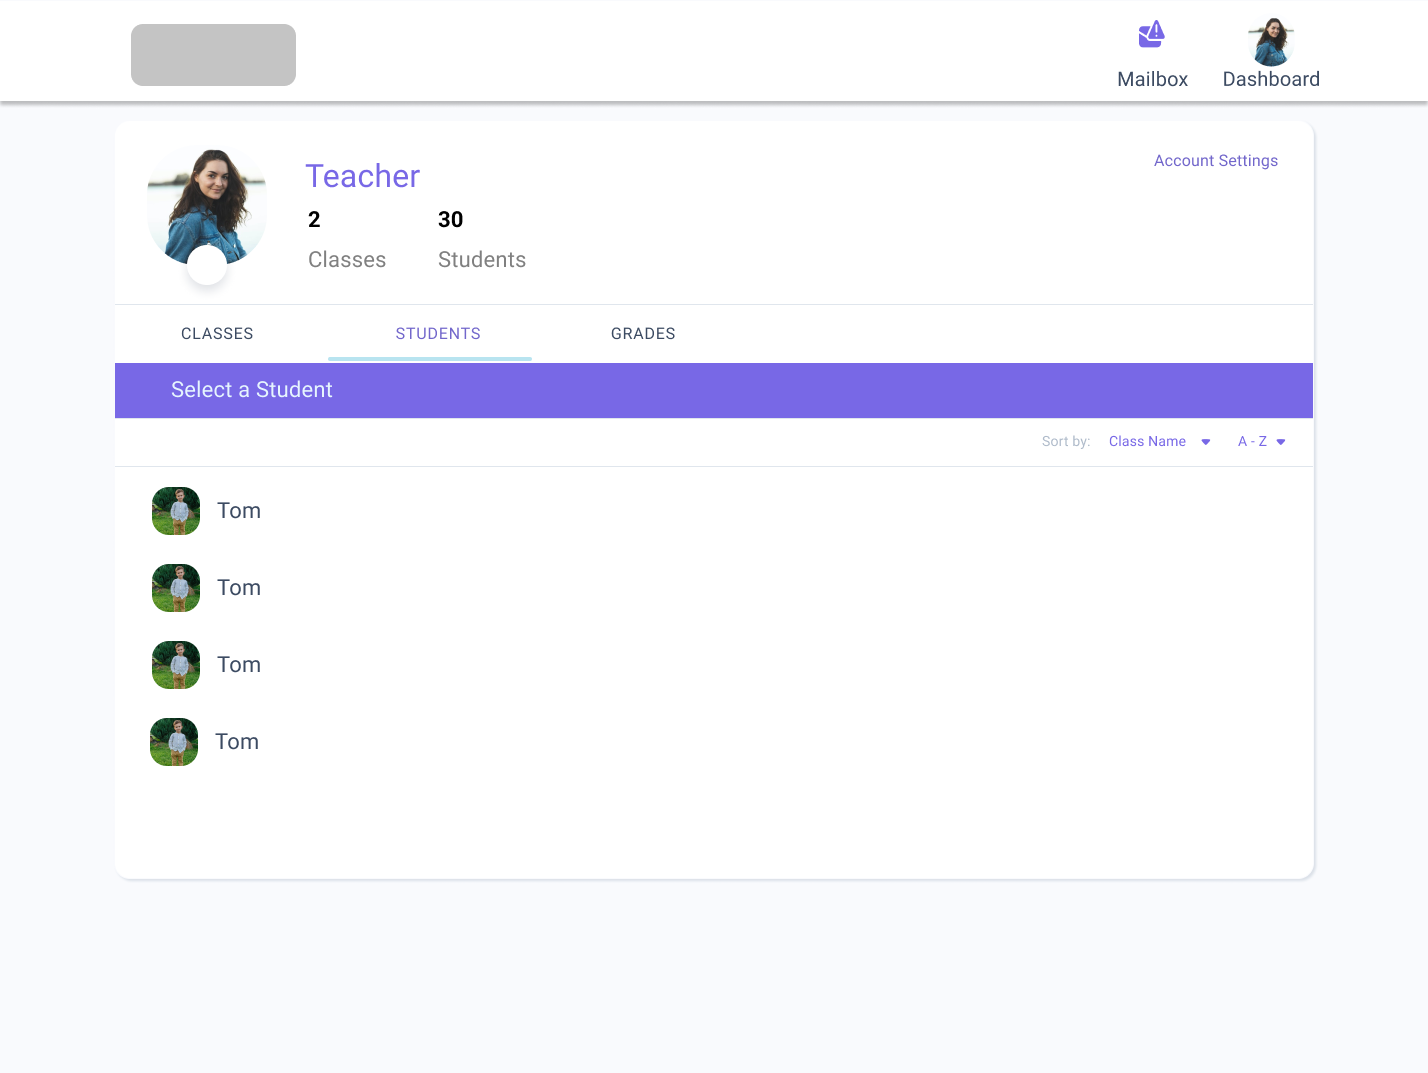 Mailbox
Dashboard
Teacher
Account Settings
2 30
Classes Students
CLASSES STUDENTS GRADES
Select a Student
Sort by: Class Name A - Z
Tom
Tom
Tom
Tom